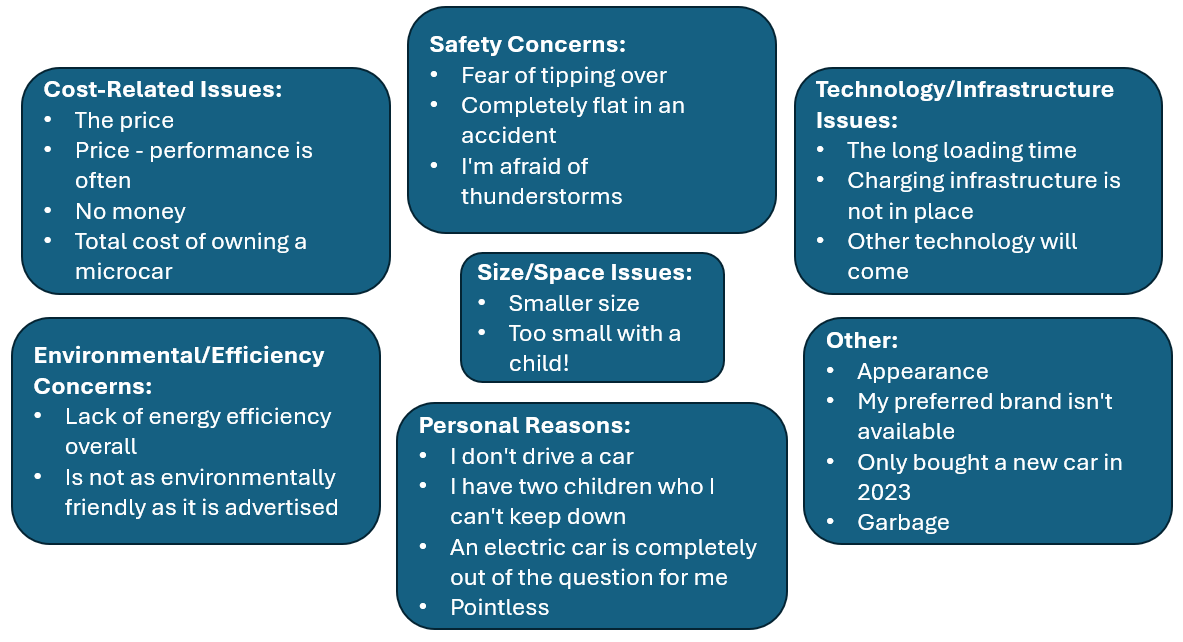 Safety Concerns:
• Fear of tipping over
• Completely flat in an
accident
• I'm afraid of
thunderstorms
Cost-Related Issues:
• The price
• Price - performance is
often
• No money
• Total cost of owning a
microcar
Technology/Infrastructure
Issues:
• The long loading time
• Charging infrastructure is
not in place
• Other technology will
come
Size/Space Issues:
• Smaller size
• Too small with a
child!
Environmental/Efficiency
Concerns:
• Lack of energy efficiency
overall
• Is not as environmentally
friendly as it is advertised
Other:
• Appearance
• My preferred brand isn't
available
• Only bought a new car in
2023
• Garbage
Personal Reasons:
• I don't drive a car
• I have two children who I
can't keep down
• An electric car is completely
out of the question for me
• Pointless